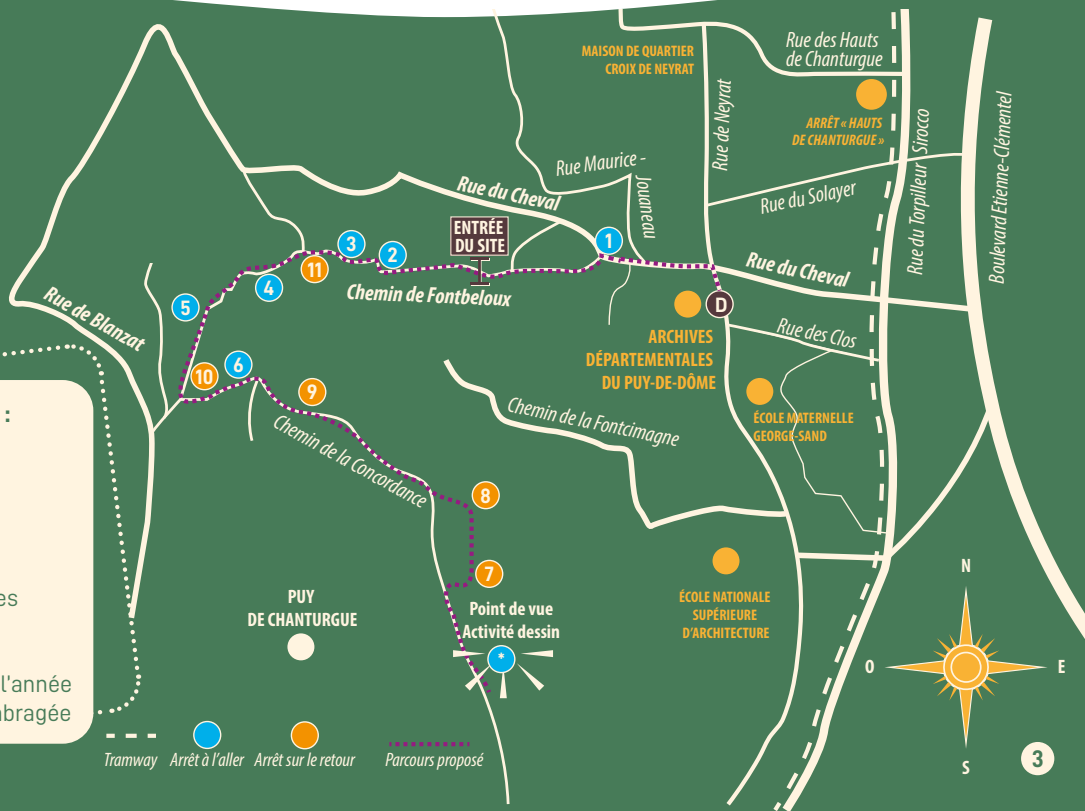 MAISON DE QUARTIER
CROIX DE NEYRAT
Rue des Hauts
de Chanturgue
ARRÊT « HAUTS
DE CHANTURGUE »
Rue de Neyrat
Rue du Torpilleur Sirocco
Boulevard Etienne-Clémentel
Rue Maurice -
Jouaneau
Rue du Solayer
Rue du Cheval
ENTRÉE
DU SITE
1
3
2
11
4
Chemin de Fontbeloux
Rue du Cheval
5
Rue de Blanzat
D
ARCHIVES
DÉPARTEMENTALES
DU PUY-DE-DÔME
Rue des Clos
10
6
9
ÉCOLE MATERNELLE
GEORGE-SAND
Chemin de la Fontcimagne
Chemin de la Concordance
8
7
:
es
l'année
bragée
PUY
DE CHANTURGUE
Point de vue
Activité dessin
*
ÉCOLE NATIONALE
SUPÉRIEURE
D'ARCHITECTURE
N
O
E
S
Tramway
Arrêt à l'aller
Arrêt sur le retour
Parcours proposé
3